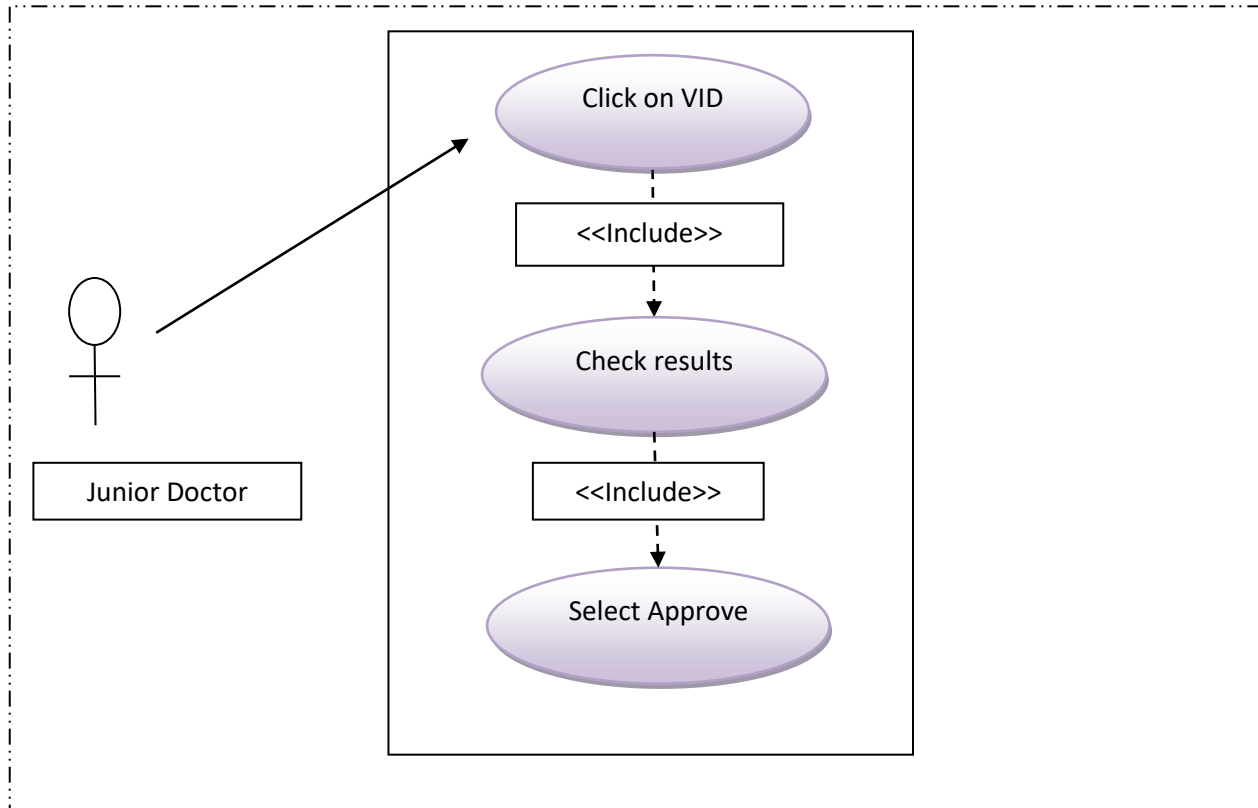 Click on VID
<<Include>>
Check results
Junior Doctor
<<Include>>
Select Approve